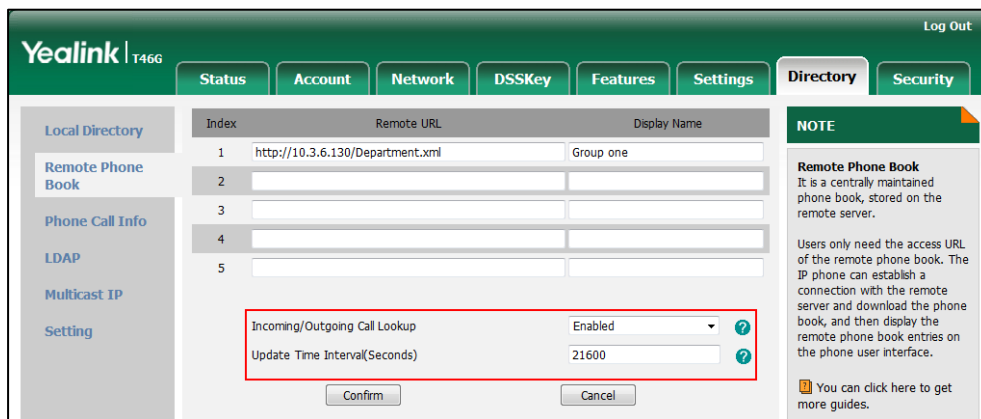 Log Out
Yealink T46G
Status Account Network DSSKey Features Settings Directory Security
Local Directory
Remote Phone
Book
Phone Call Info
LDAP
Multicast IP
Setting
Index Remote URL Display Name
1 http://10.3.6.130/Department.xml Group one
2
3
4
5
Incoming/Outgoing Call Lookup Enabled ?
Update Time Interval(Seconds) 21600 ?
Confirm Cancel
NOTE
Remote Phone Book
It is a centrally maintained
phone book, stored on the
remote server.
Users only need the access URL
of the remote phone book. The
IP phone can establish a
connection with the remote
server and download the phone
book, and then display the
remote phone book entries on
the phone user interface.
? You can click here to get
more guides.